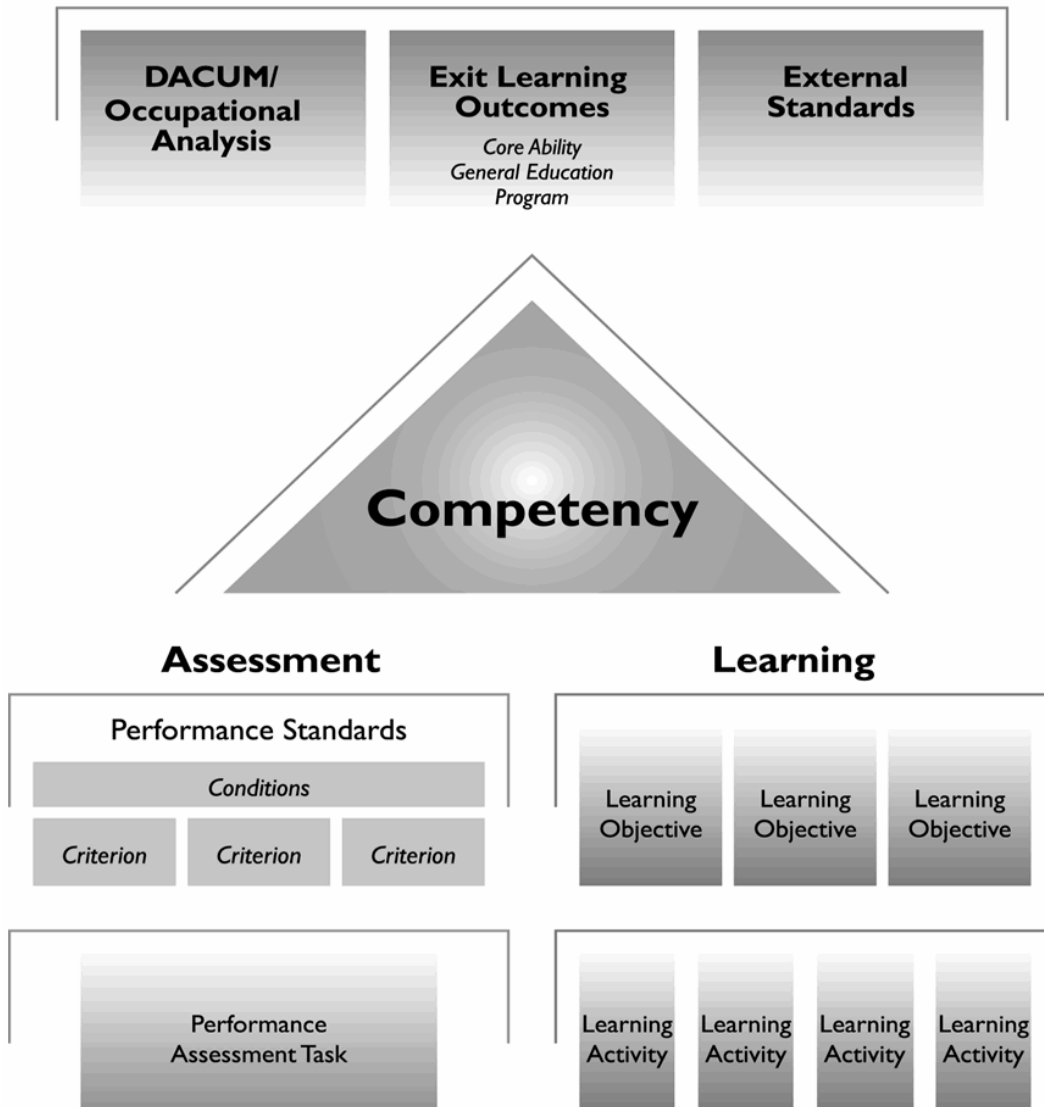 DACUM/
Occupational
Analysis
Exit Learning
Outcomes
Core Ability
General Education
Program
External
Standards
Competency
Assessment
Performance Standards
Conditions
Criterion
Criterion
Criterion
Performance
Assessment Task
Learning
Learning
Objective
Learning
Objective
Learning
Objective
Learning
Activity
Learning
Activity
Learning
Activity
Learning
Activity